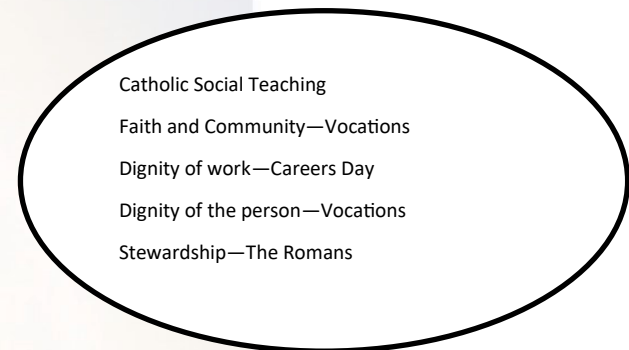 Catholic Social Teaching
Faith and Community—Vocations
Dignity of work—Careers Day
Dignity of the person—Vocations
Stewardship—The Romans